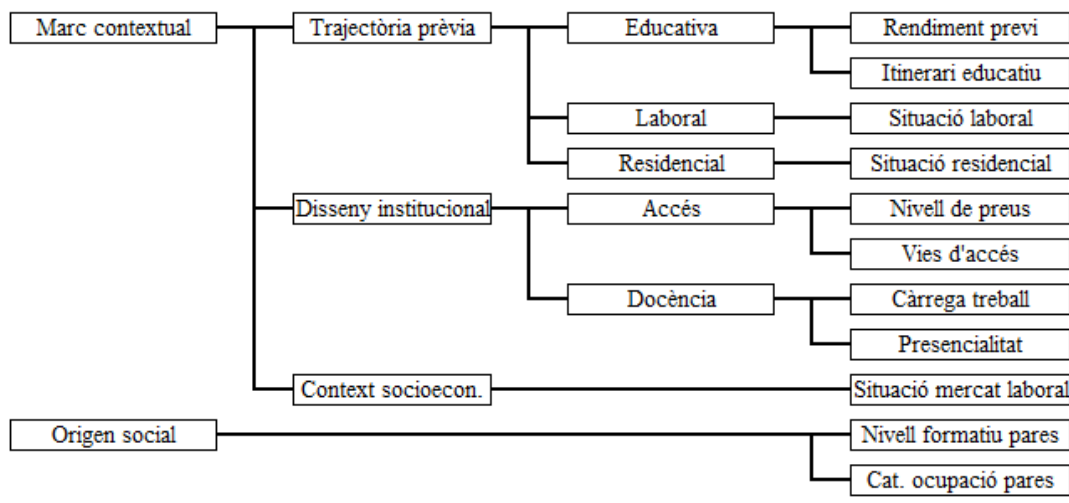 Marc contextual
Trajectòria prèvia
Educativa
Rendiment previ
Itinerari educatiu
Laboral
Situació laboral
Residencial
Situació residencial
Disseny institucional
Accés
Nivell de preus
Vies d'accés
Docència
Càrrega treball
Presencialitat
Context socioecon.
Situació mercat laboral
Origen social
Nivell formatiu pares
Cat. ocupació pares